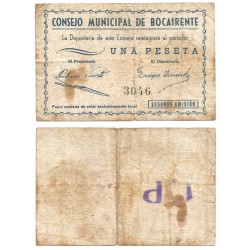 CONSEJO MUNICIPAL DE BOCAIRENTE
La Depositaría de este Consejo reintegrará al portador
UNA PESETA
El Presidente, El Depositario,
3046
Papel moneda de valor exclusivamente local
SEGUNDA EMISIÓN
1 P